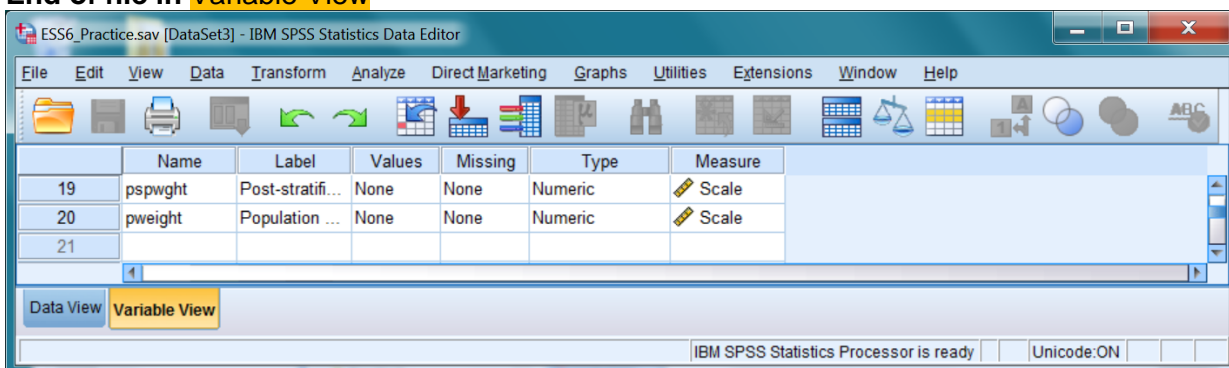 End of file in Variable View
ESS6_Practice.sav [DataSet3] - IBM SPSS Statistics Data Editor
File Edit View Data Transform Analyze Direct Marketing Graphs Utilities Extensions Window Help
A
1
ABC
Name Label Values Missing Type Measure
19 pspwght Post-stratifi... None None Numeric Scale
20 pweight Population ... None None Numeric Scale
21
Data View Variable View
IBM SPSS Statistics Processor is ready Unicode:ON